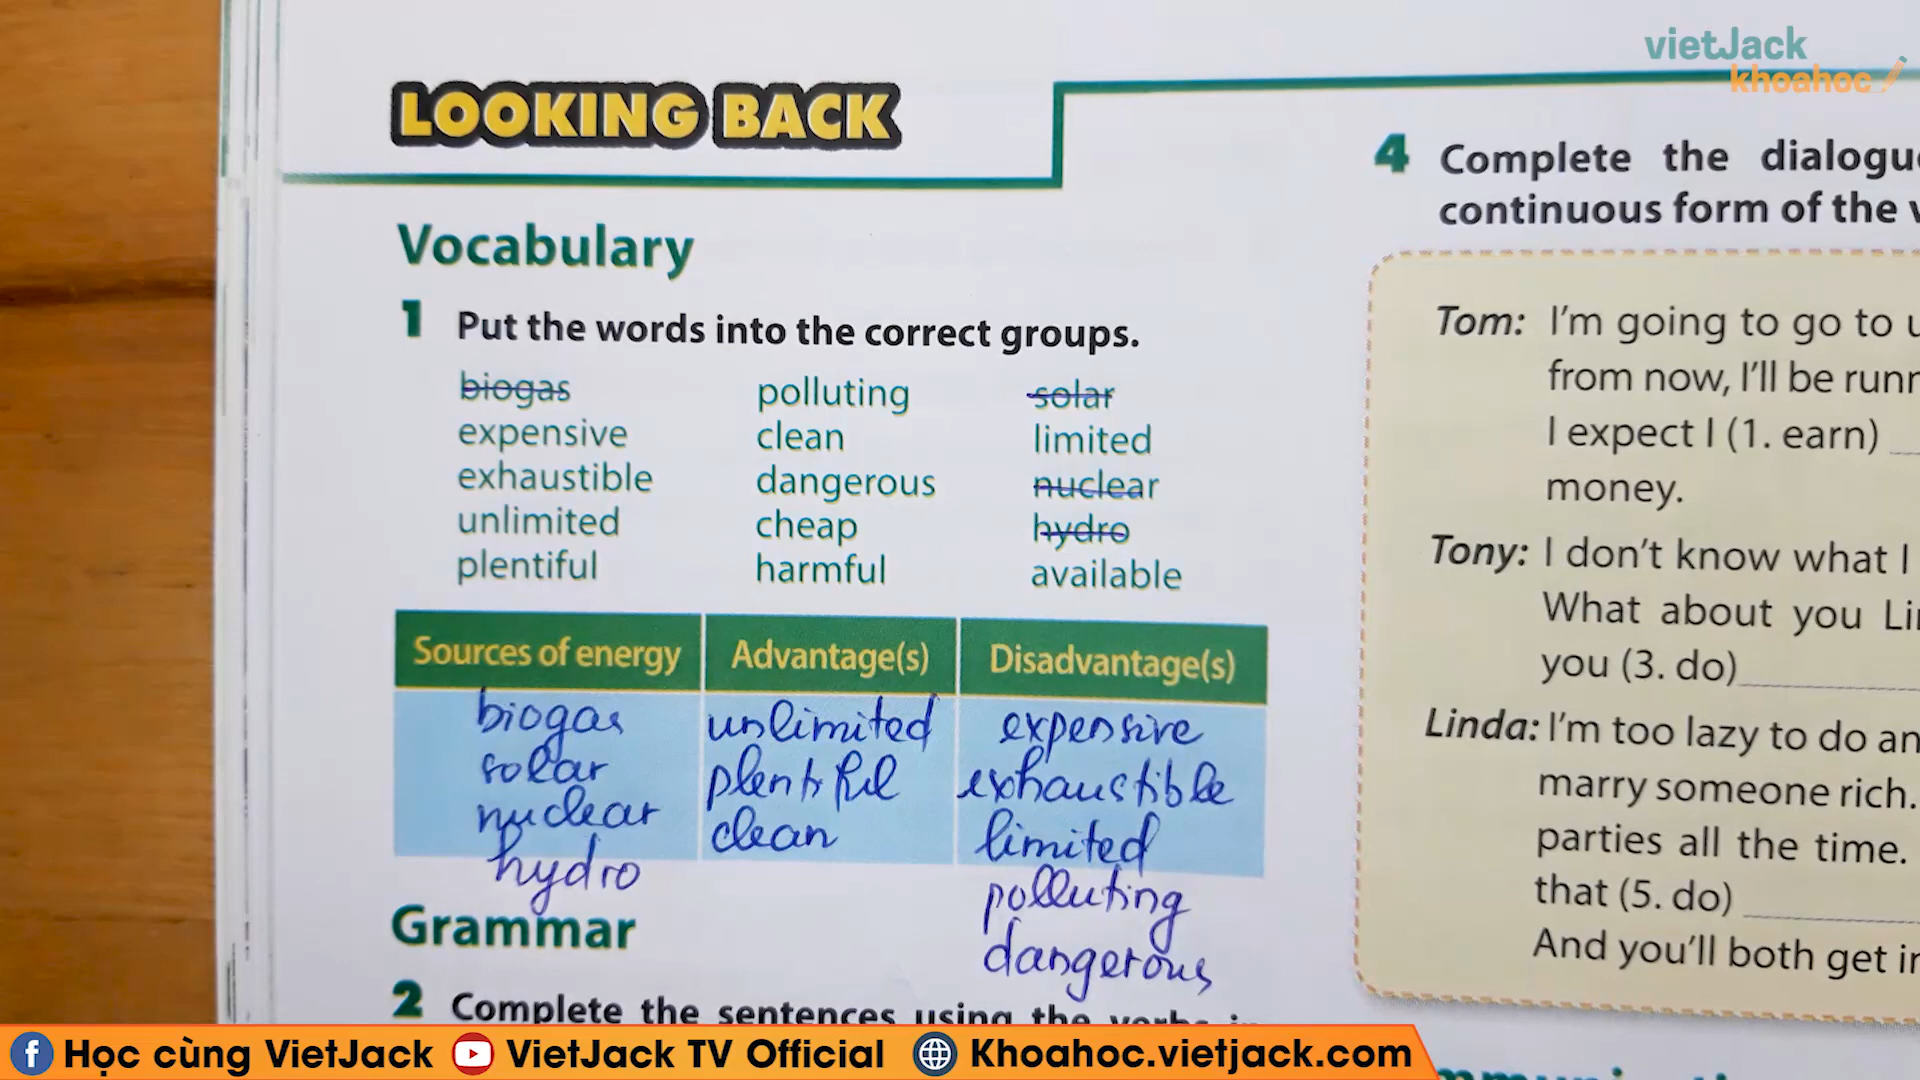 vietJack
khoahoc
LOOKING BACK
Vocabulary
1 Put the words into the correct groups.
biogas polluting solar
expensive clean limited
exhaustible dangerous nuclear
unlimited cheap hydro
plentiful harmful available
Sources of energy Advantage(s) Disadvantage(s)
biogas unlimited expensive
solar plentiful exhaustible
nuclear clean limited
hydro polluting
dangerous
Grammar
2 Complete the sentences using the verbs in
4 Complete the dialogue
continuous form of the
Tom: I'm going to go to
from now, I'll be
I expect I (1. earn)
money.
Tony: I don't know what I
What about you
you (3. do)
Linda: I'm too lazy to do
marry someone rich.
parties all the time.
that (5. do)
And you'll both get
Học cùng VietJack VietJack TV Official Khoahoc.vietjack.com